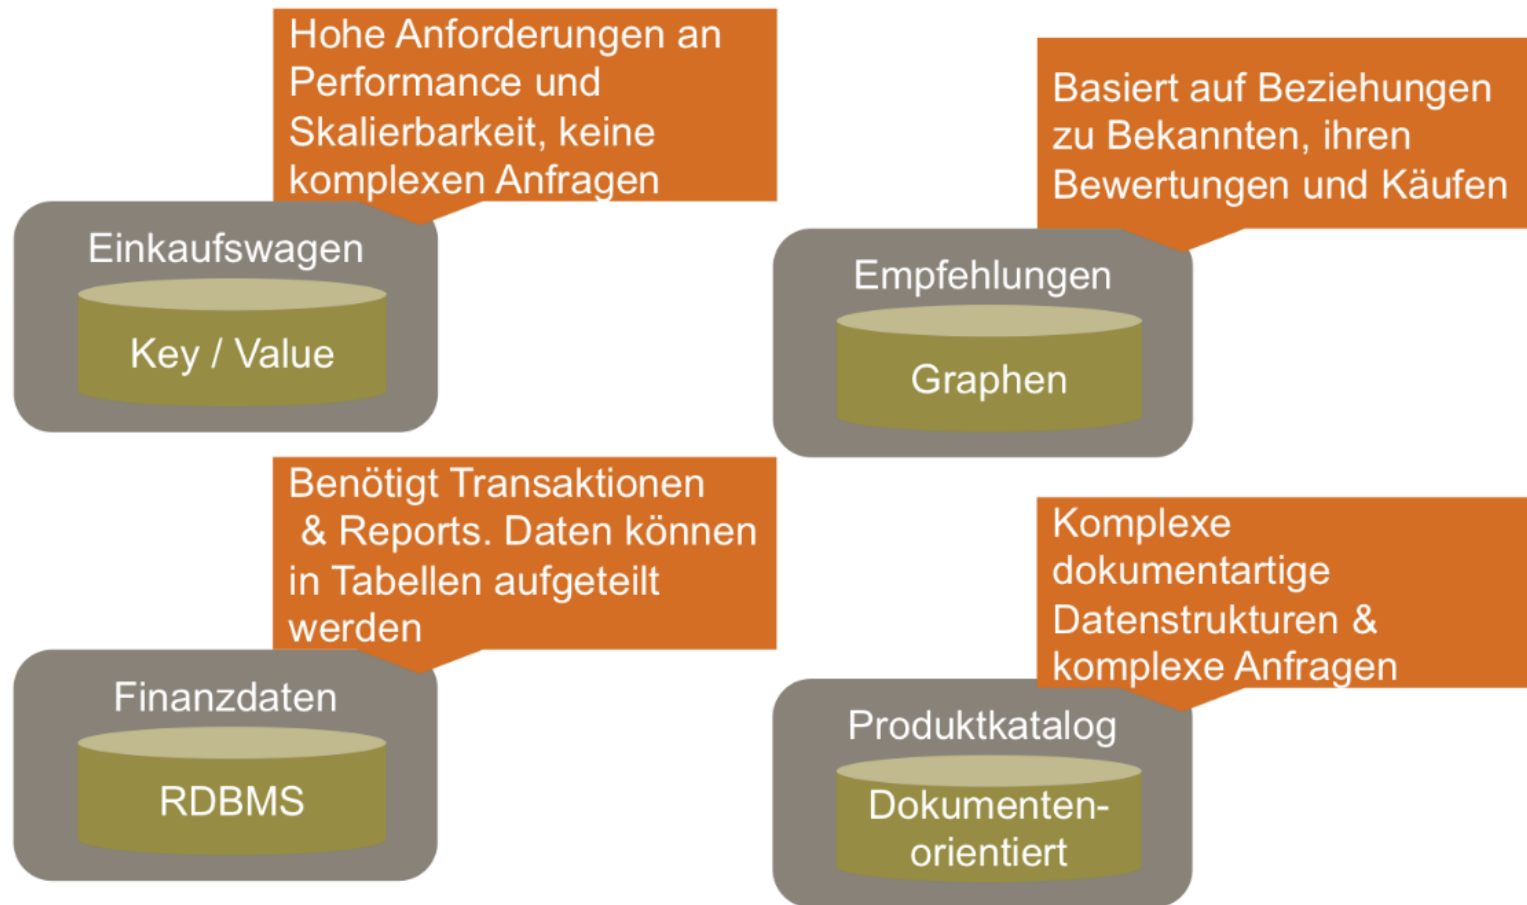 Hohe Anforderungen an
Performance und
Skalierbarkeit, keine
komplexen Anfragen
Einkaufswagen
Key / Value
Basiert auf Beziehungen
zu Bekannten, ihren
Bewertungen und Käufen
Empfehlungen
Graphen
Benötigt Transaktionen
& Reports. Daten können
in Tabellen aufgeteilt
werden
Finanzdaten
RDBMS
Komplexe
dokumentartige
Datenstrukturen &
komplexe Anfragen
Produktkatalog
Dokumenten-
orientiert